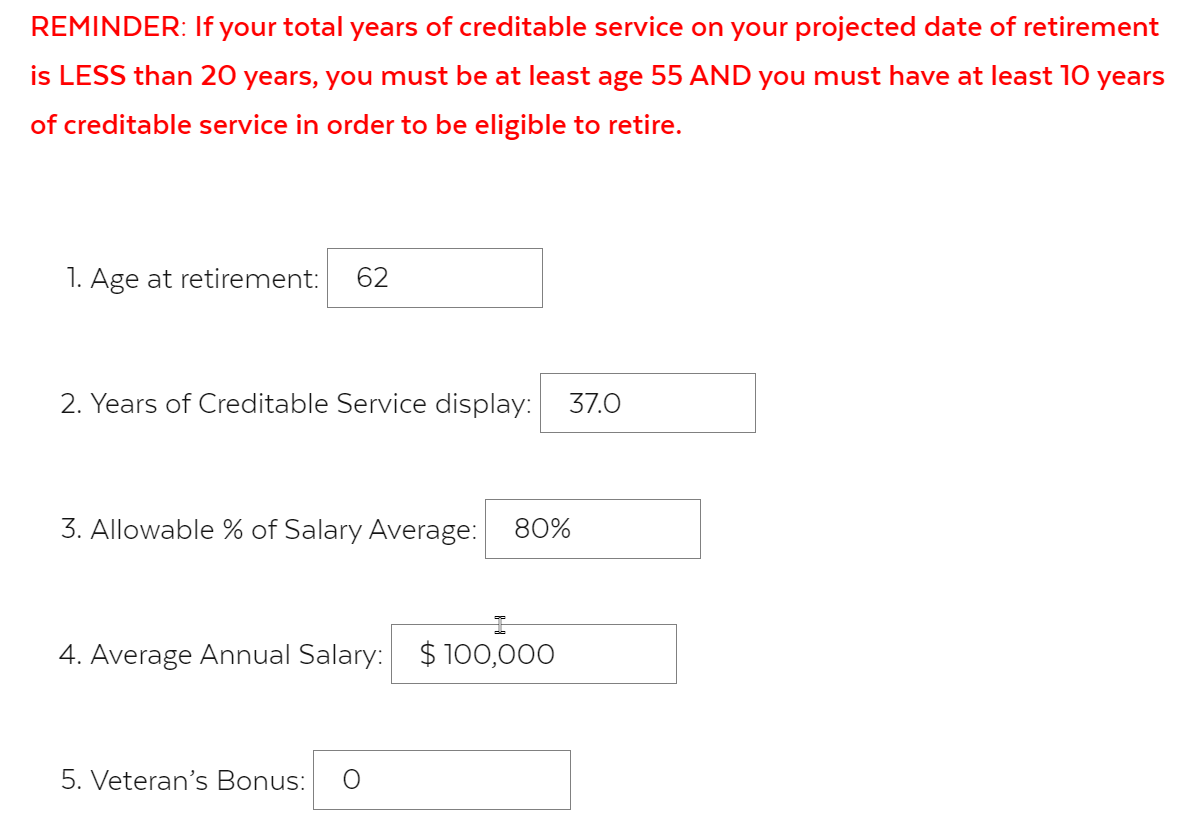 REMINDER: If your total years of creditable service on your projected date of retirement
is LESS than 20 years, you must be at least age 55 AND you must have at least 10 years
of creditable service in order to be eligible to retire.
1. Age at retirement: 62
2. Years of Creditable Service display: 37.0
3. Allowable % of Salary Average: 80%
4. Average Annual Salary: $ 100,000
5. Veteran’s Bonus: 0